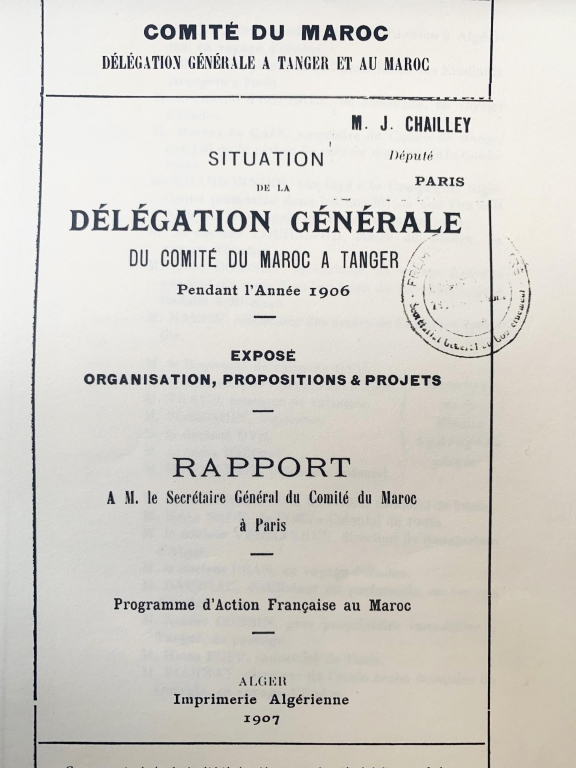 COMITÉ DU MAROC
DÉLÉGATION GÉNÉRALE A TANGER ET AU MAROC
M. J. CHAILLEY
Député
PARIS
SITUATION
DE LA
DÉLÉGATION GÉNÉRALE
DU COMITÉ DU MAROC A TANGER
Pendant l'Année 1906
EXPOSÉ
ORGANISATION, PROPOSITIONS & PROJETS
RAPPORT
A M. le Secrétaire Général du Comité du Maroc
à Paris
Programme d'Action Française au Maroc
ALGER
Imprimerie Algérienne
1907